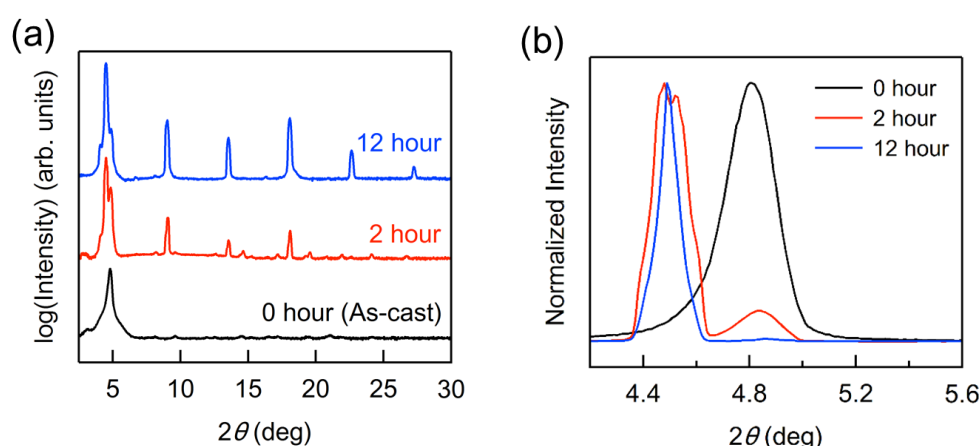 (a)
log(Intensity) (arb. units)
12 hour
2 hour
0 hour (As-cast)
5 10 15 20 25 30
2θ (deg)
(b)
Normalized Intensity
0 hour
2 hour
12 hour
4.4 4.8 5.2 5.6
2θ (deg)